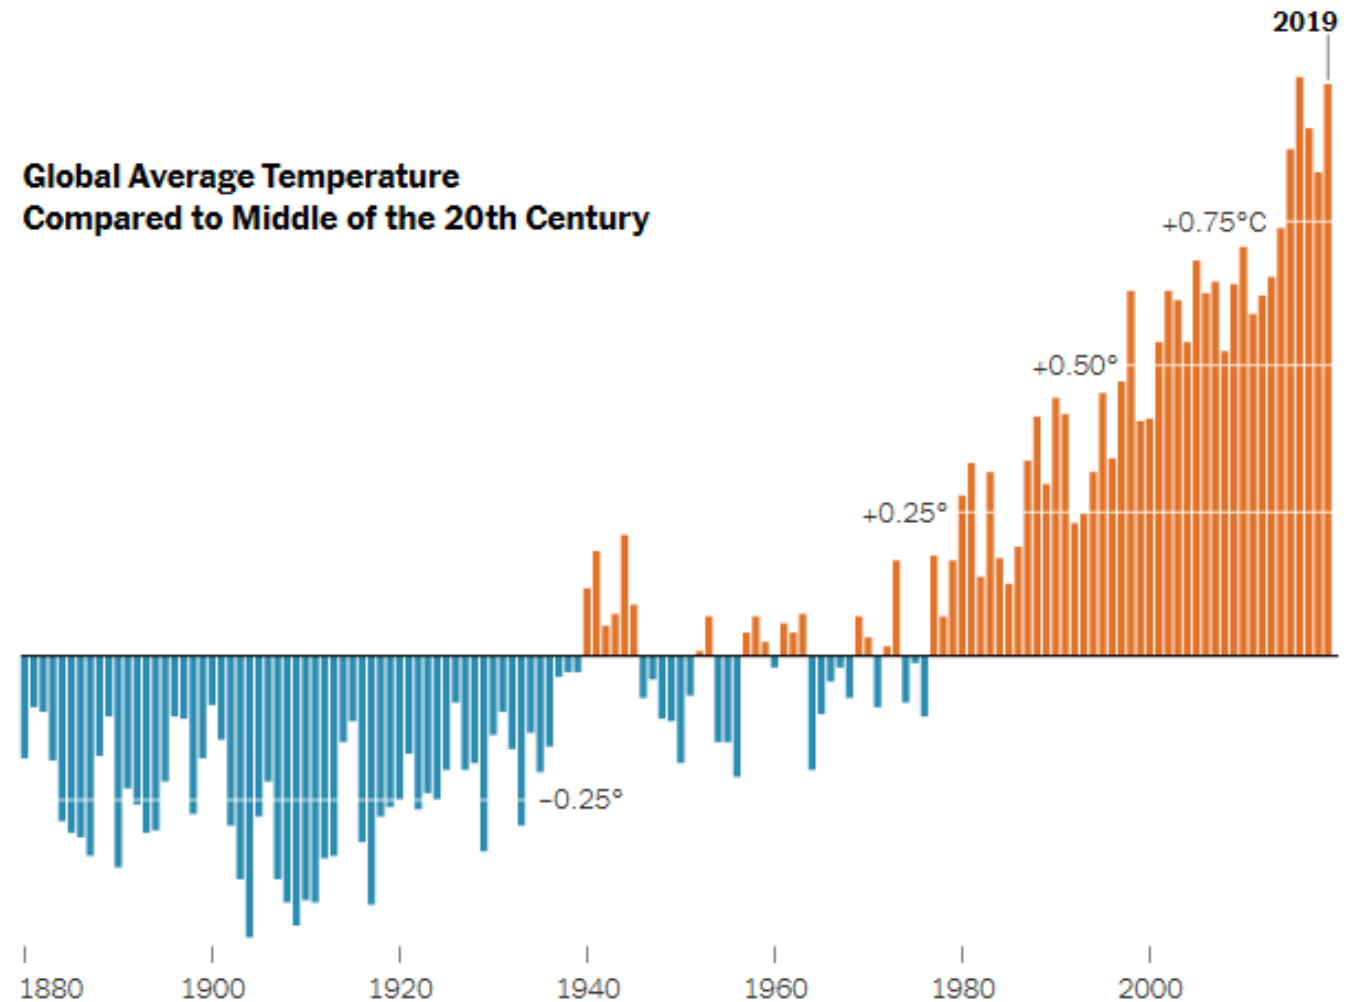 2019
Global Average Temperature
Compared to Middle of the 20th Century
+0.75°C
+0.50°
+0.25°
−0.25°
1880 1900 1920 1940 1960 1980 2000